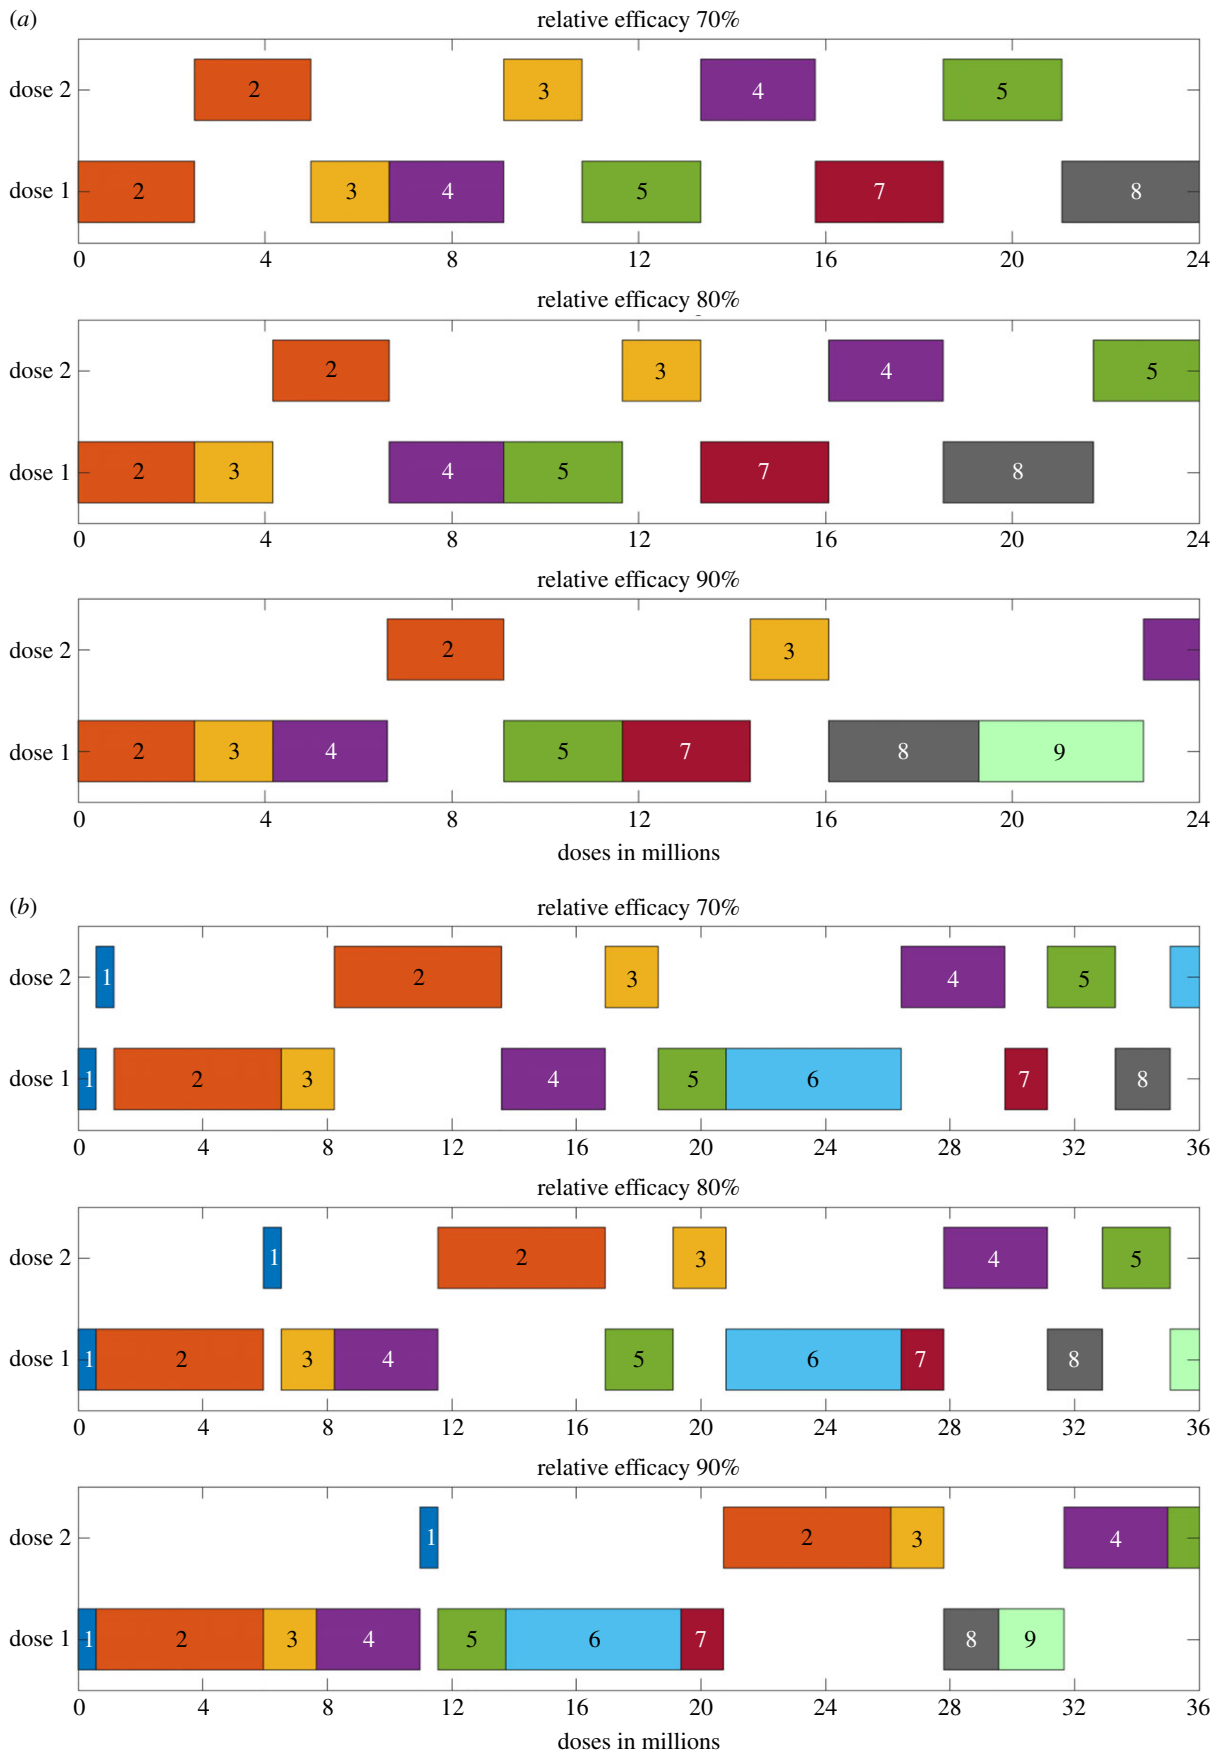 (a)
relative efficacy 70%
dose 2 2 3 4 5
dose 1 2 3 4 5 7 8
0 4 8 12 16 20 24
relative efficacy 80%
dose 2 2 3 4 5
dose 1 2 3 4 5 7 8
0 4 8 12 16 20 24
relative efficacy 90%
dose 2 2 3
dose 1 2 3 4 5 7 8 9
0 4 8 12 16 20 24
doses in millions
(b)
relative efficacy 70%
dose 2 1 2 3 4 5
dose 1 1 2 3 4 5 6 7 8
0 4 8 12 16 20 24 28 32 36
relative efficacy 80%
dose 2 1 2 3 4 5
dose 1 1 2 3 4 5 6 7 8
0 4 8 12 16 20 24 28 32 36
relative efficacy 90%
dose 2 1 2 3 4
dose 1 1 2 3 4 5 6 7 8 9
0 4 8 12 16 20 24 28 32 36
doses in millions